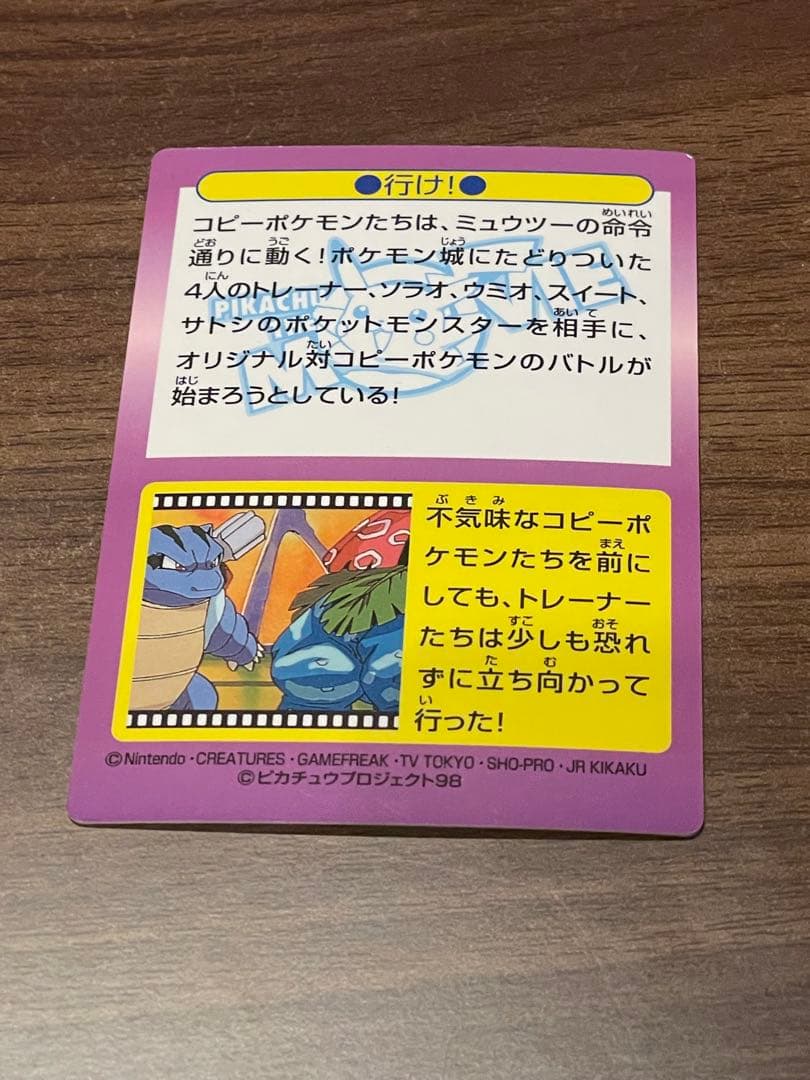 ●行け!●
コピーポケモンたちは、ミュウツーの命令
通りに動く!ポケモン城にたどりついた
4人のトレーナー、ソラオ、ウミオ、スイート、
サトシのポケットモンスターを相手に、
オリジナル対コピーポケモンのバトルが
始まろうとしている!
PIKACHU
MOVIE
不気味なコピーポ
ケモンたちを前に
しても、トレーナー
たちは少しも恐れ
ずに立ち向かって
行った!
©Nintendo・CREATURES・GAMEFREAK・TV TOKYO・SHO-PRO・JR KIKAKU
©ピカチュウプロジェクト98